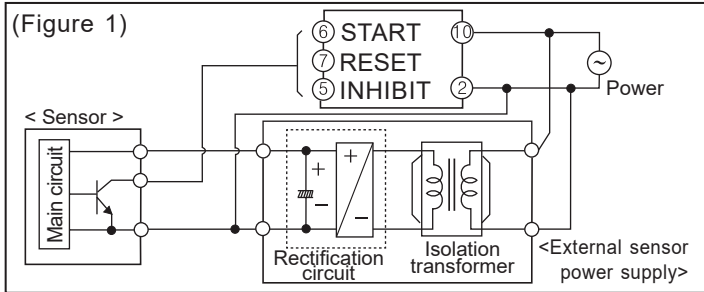 (Figure 1)
6 START 10
7 RESET
5 INHIBIT 2
~
Power
< Sensor >
Main circuit
+
+
−
−
Rectification
circuit
Isolation
transformer
<External sensor
power supply>